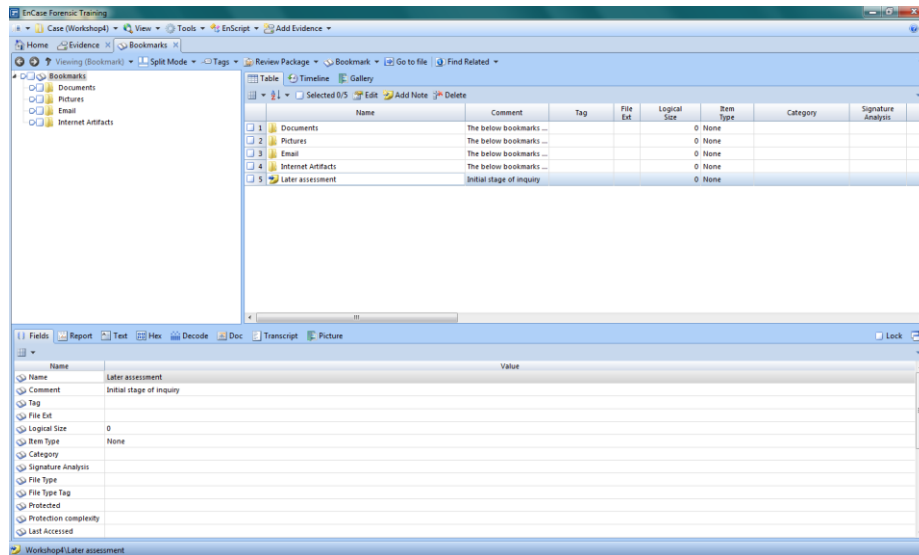 EnCase Forensic Training
Case (Workshop4) View Tools EnScript Add Evidence
Home Evidence Bookmarks
Viewing (Bookmark) Split Mode Tags Review Package Bookmark Go to file Find Related
Bookmarks
Documents
Pictures
Email
Internet Artifacts
Table Timeline Gallery
Selected 0/5 Edit Add Note Delete
Name Comment Tag File Ext Logical Size Item Type Category Signature Analysis
1 Documents The below bookmarks ... 0 None
2 Pictures The below bookmarks ... 0 None
3 Email The below bookmarks ... 0 None
4 Internet Artifacts The below bookmarks ... 0 None
5 Later assessment Initial stage of inquiry 0 None
Fields Report Text Hex Decode Doc Transcript Picture Lock
Name Value
Name Later assessment
Comment Initial stage of inquiry
Tag
File Ext
Logical Size 0
Item Type None
Category
Signature Analysis
File Type
File Type Tag
Protected
Protection complexity
Last Accessed
Workshop4\Later assessment